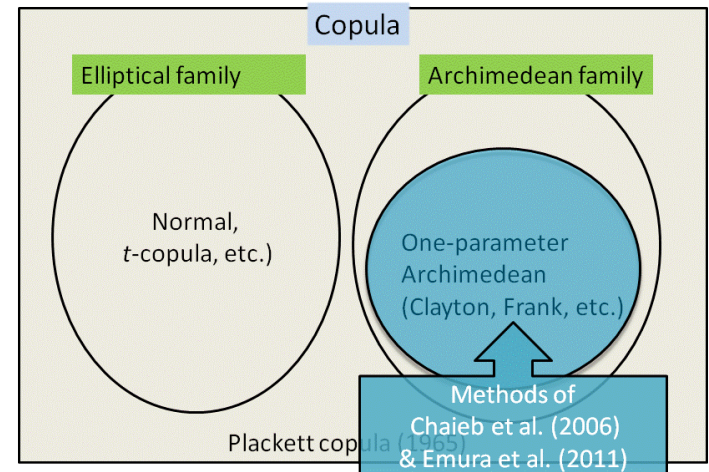 Copula
Elliptical family
Archimedean family
Normal,
t-copula, etc.)
One-parameter
Archimedean
(Clayton, Frank, etc.)
Methods of
Chaieb et al. (2006)
& Emura et al. (2011)
Plackett copula (1965)